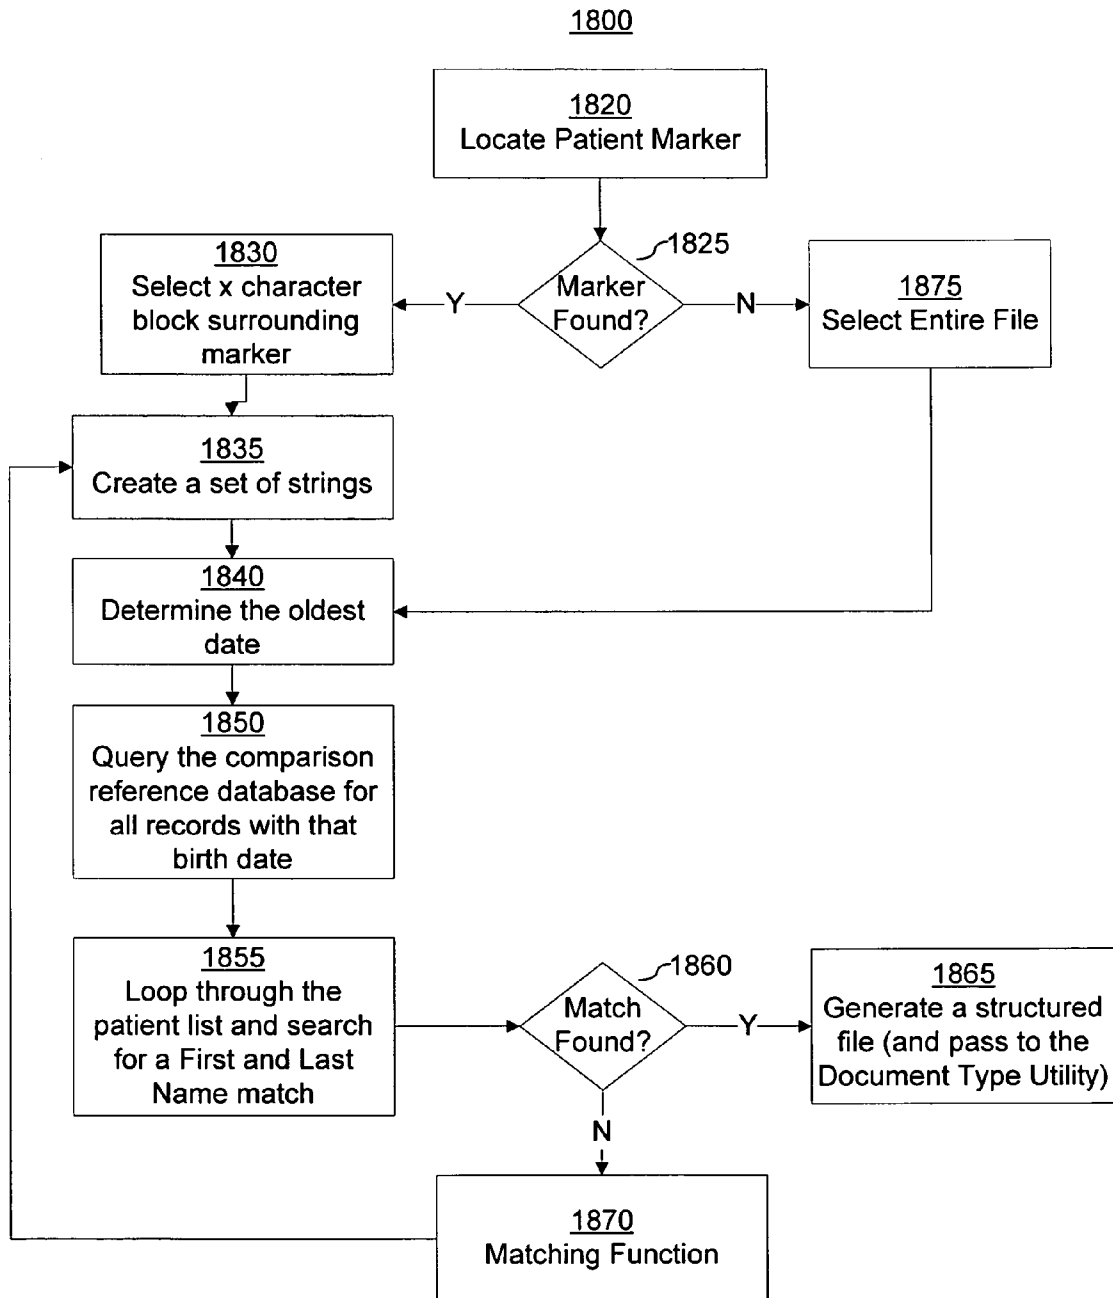 1800
1820
Locate Patient Marker
1825
Marker
Found?
Y
N
1830
Select x character
block surrounding
marker
1875
Select Entire File
1835
Create a set of strings
1840
Determine the oldest
date
1850
Query the comparison
reference database for
all records with that
birth date
1855
Loop through the
patient list and search
for a First and Last
Name match
1860
Match
Found?
Y
N
1865
Generate a structured
file (and pass to the
Document Type Utility)
1870
Matching Function